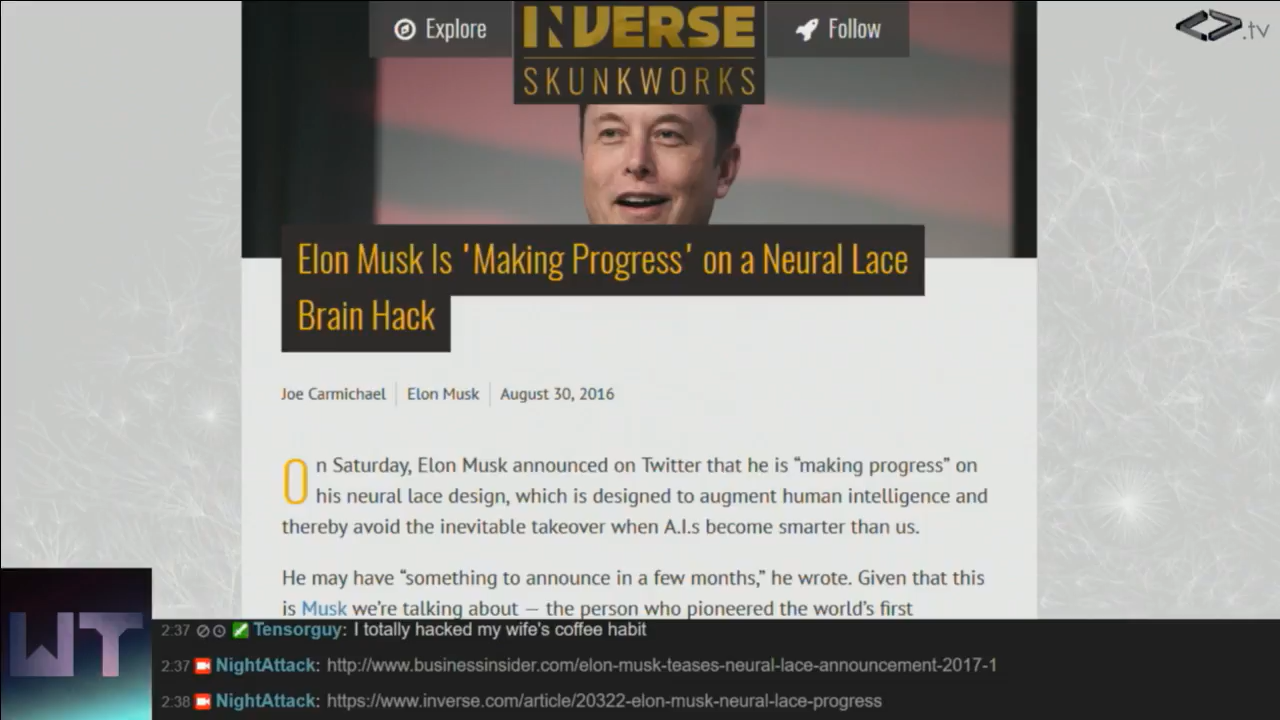 Explore
INVERSE
Follow
SKUNKWORKS
.tv
Elon Musk Is 'Making Progress' on a Neural Lace
Brain Hack
Joe Carmichael
Elon Musk
August 30, 2016
On Saturday, Elon Musk announced on Twitter that he is “making progress” on
his neural lace design, which is designed to augment human intelligence and
thereby avoid the inevitable takeover when A.I.s become smarter than us.
He may have “something to announce in a few months,” he wrote. Given that this
is Musk we’re talking about — the person who pioneered the world’s first
WT
2:37 Tensorguy: I totally hacked my wife's coffee habit
2:37 NightAttack: http://www.businessinsider.com/elon-musk-teases-neural-lace-announcement-2017-1
2:38 NightAttack: https://www.inverse.com/article/20322-elon-musk-neural-lace-progress